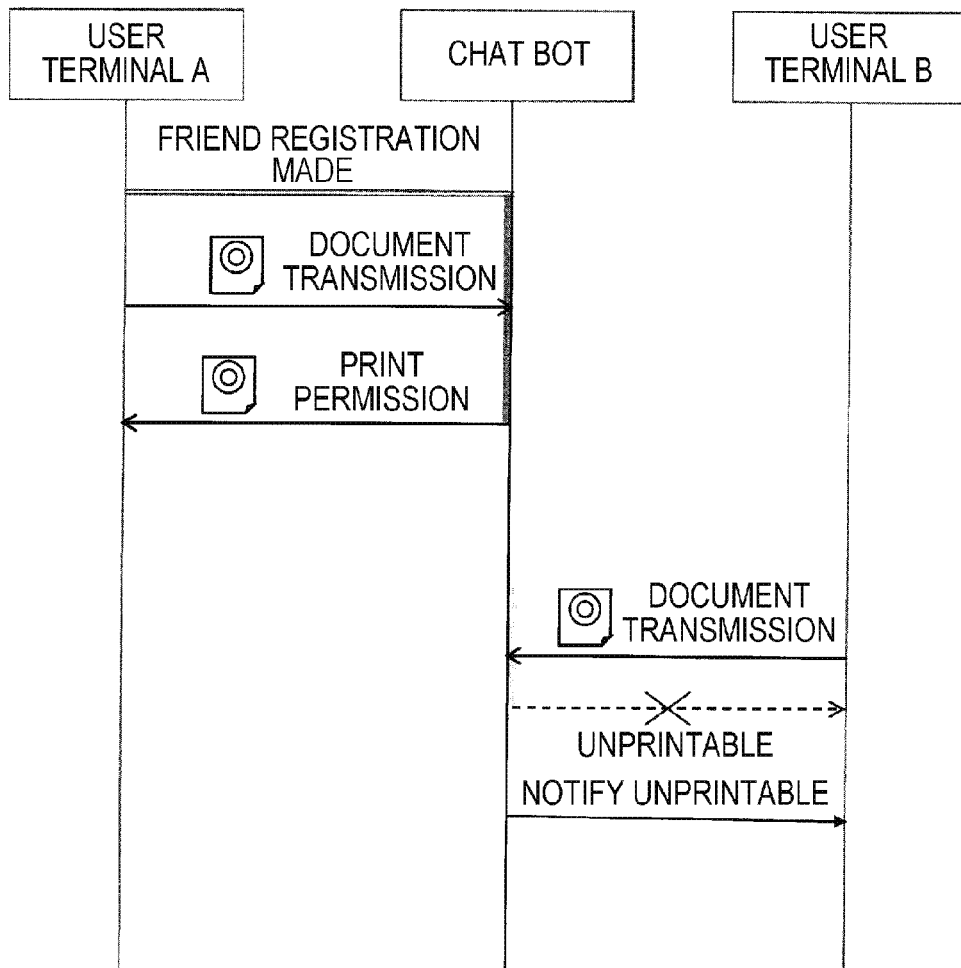 USER
TERMINAL A
CHAT BOT
USER
TERMINAL B
FRIEND REGISTRATION
MADE
DOCUMENT
TRANSMISSION
PRINT
PERMISSION
DOCUMENT
TRANSMISSION
UNPRINTABLE
NOTIFY UNPRINTABLE